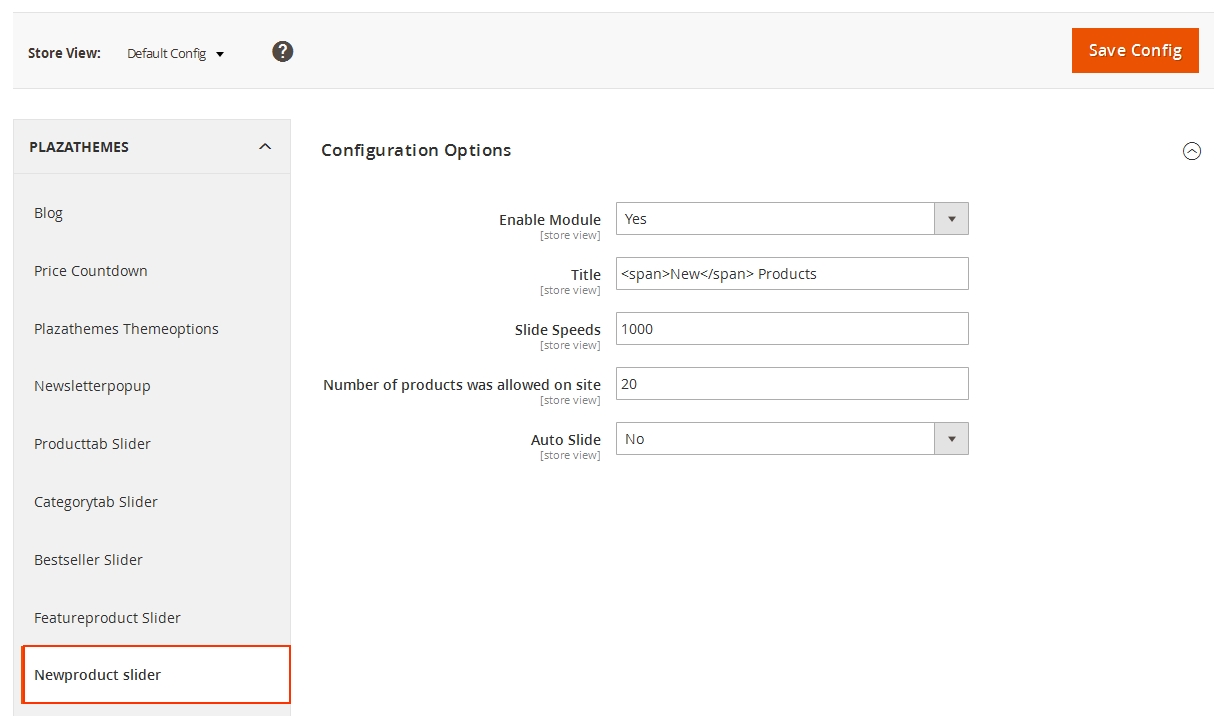 Store View: Default Config ?
Save Config
PLAZATHEMES
Blog
Price Countdown
Plazathemes Themeoptions
Newsletterpopup
Producttab Slider
Categorytab Slider
Bestseller Slider
Featureproduct Slider
Newproduct slider
Configuration Options
Enable Module Yes
[store view]
Title <span>New</span> Products
[store view]
Slide Speeds 1000
[store view]
Number of products was allowed on site 20
[store view]
Auto Slide No
[store view]